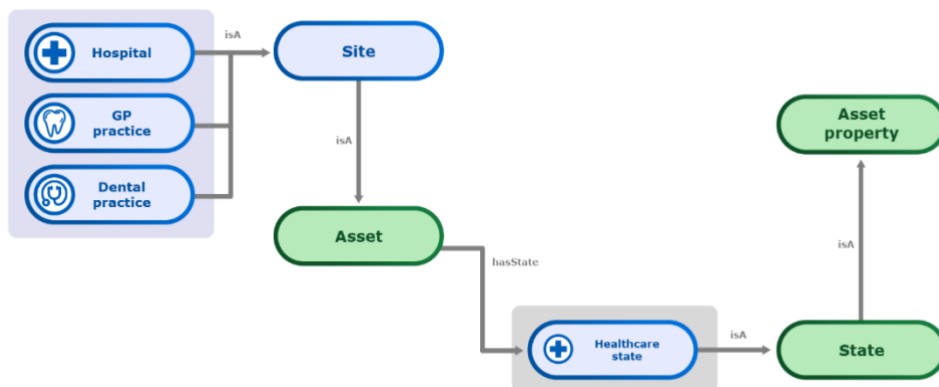 Hospital
isA
Site
GP
practice
Dental
practice
isA
Asset
property
Asset
isA
hasState
Healthcare
state
isA
State